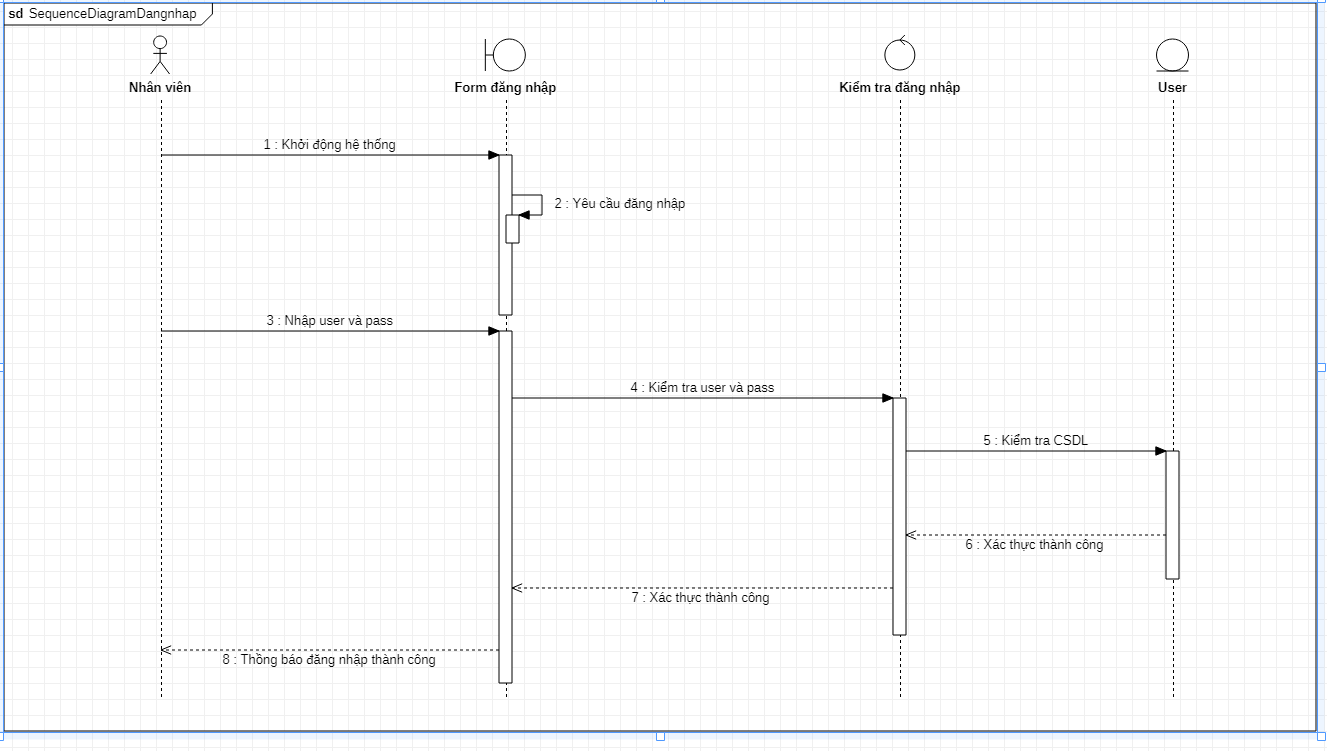 sd SequenceDiagramDangnhap
Nhân viên
Form đăng nhập
Kiểm tra đăng nhập
User
1 : Khởi động hệ thống
2 : Yêu cầu đăng nhập
3 : Nhập user và pass
4 : Kiểm tra user và pass
5 : Kiểm tra CSDL
6 : Xác thực thành công
7 : Xác thực thành công
8 : Thồng báo đăng nhập thành công